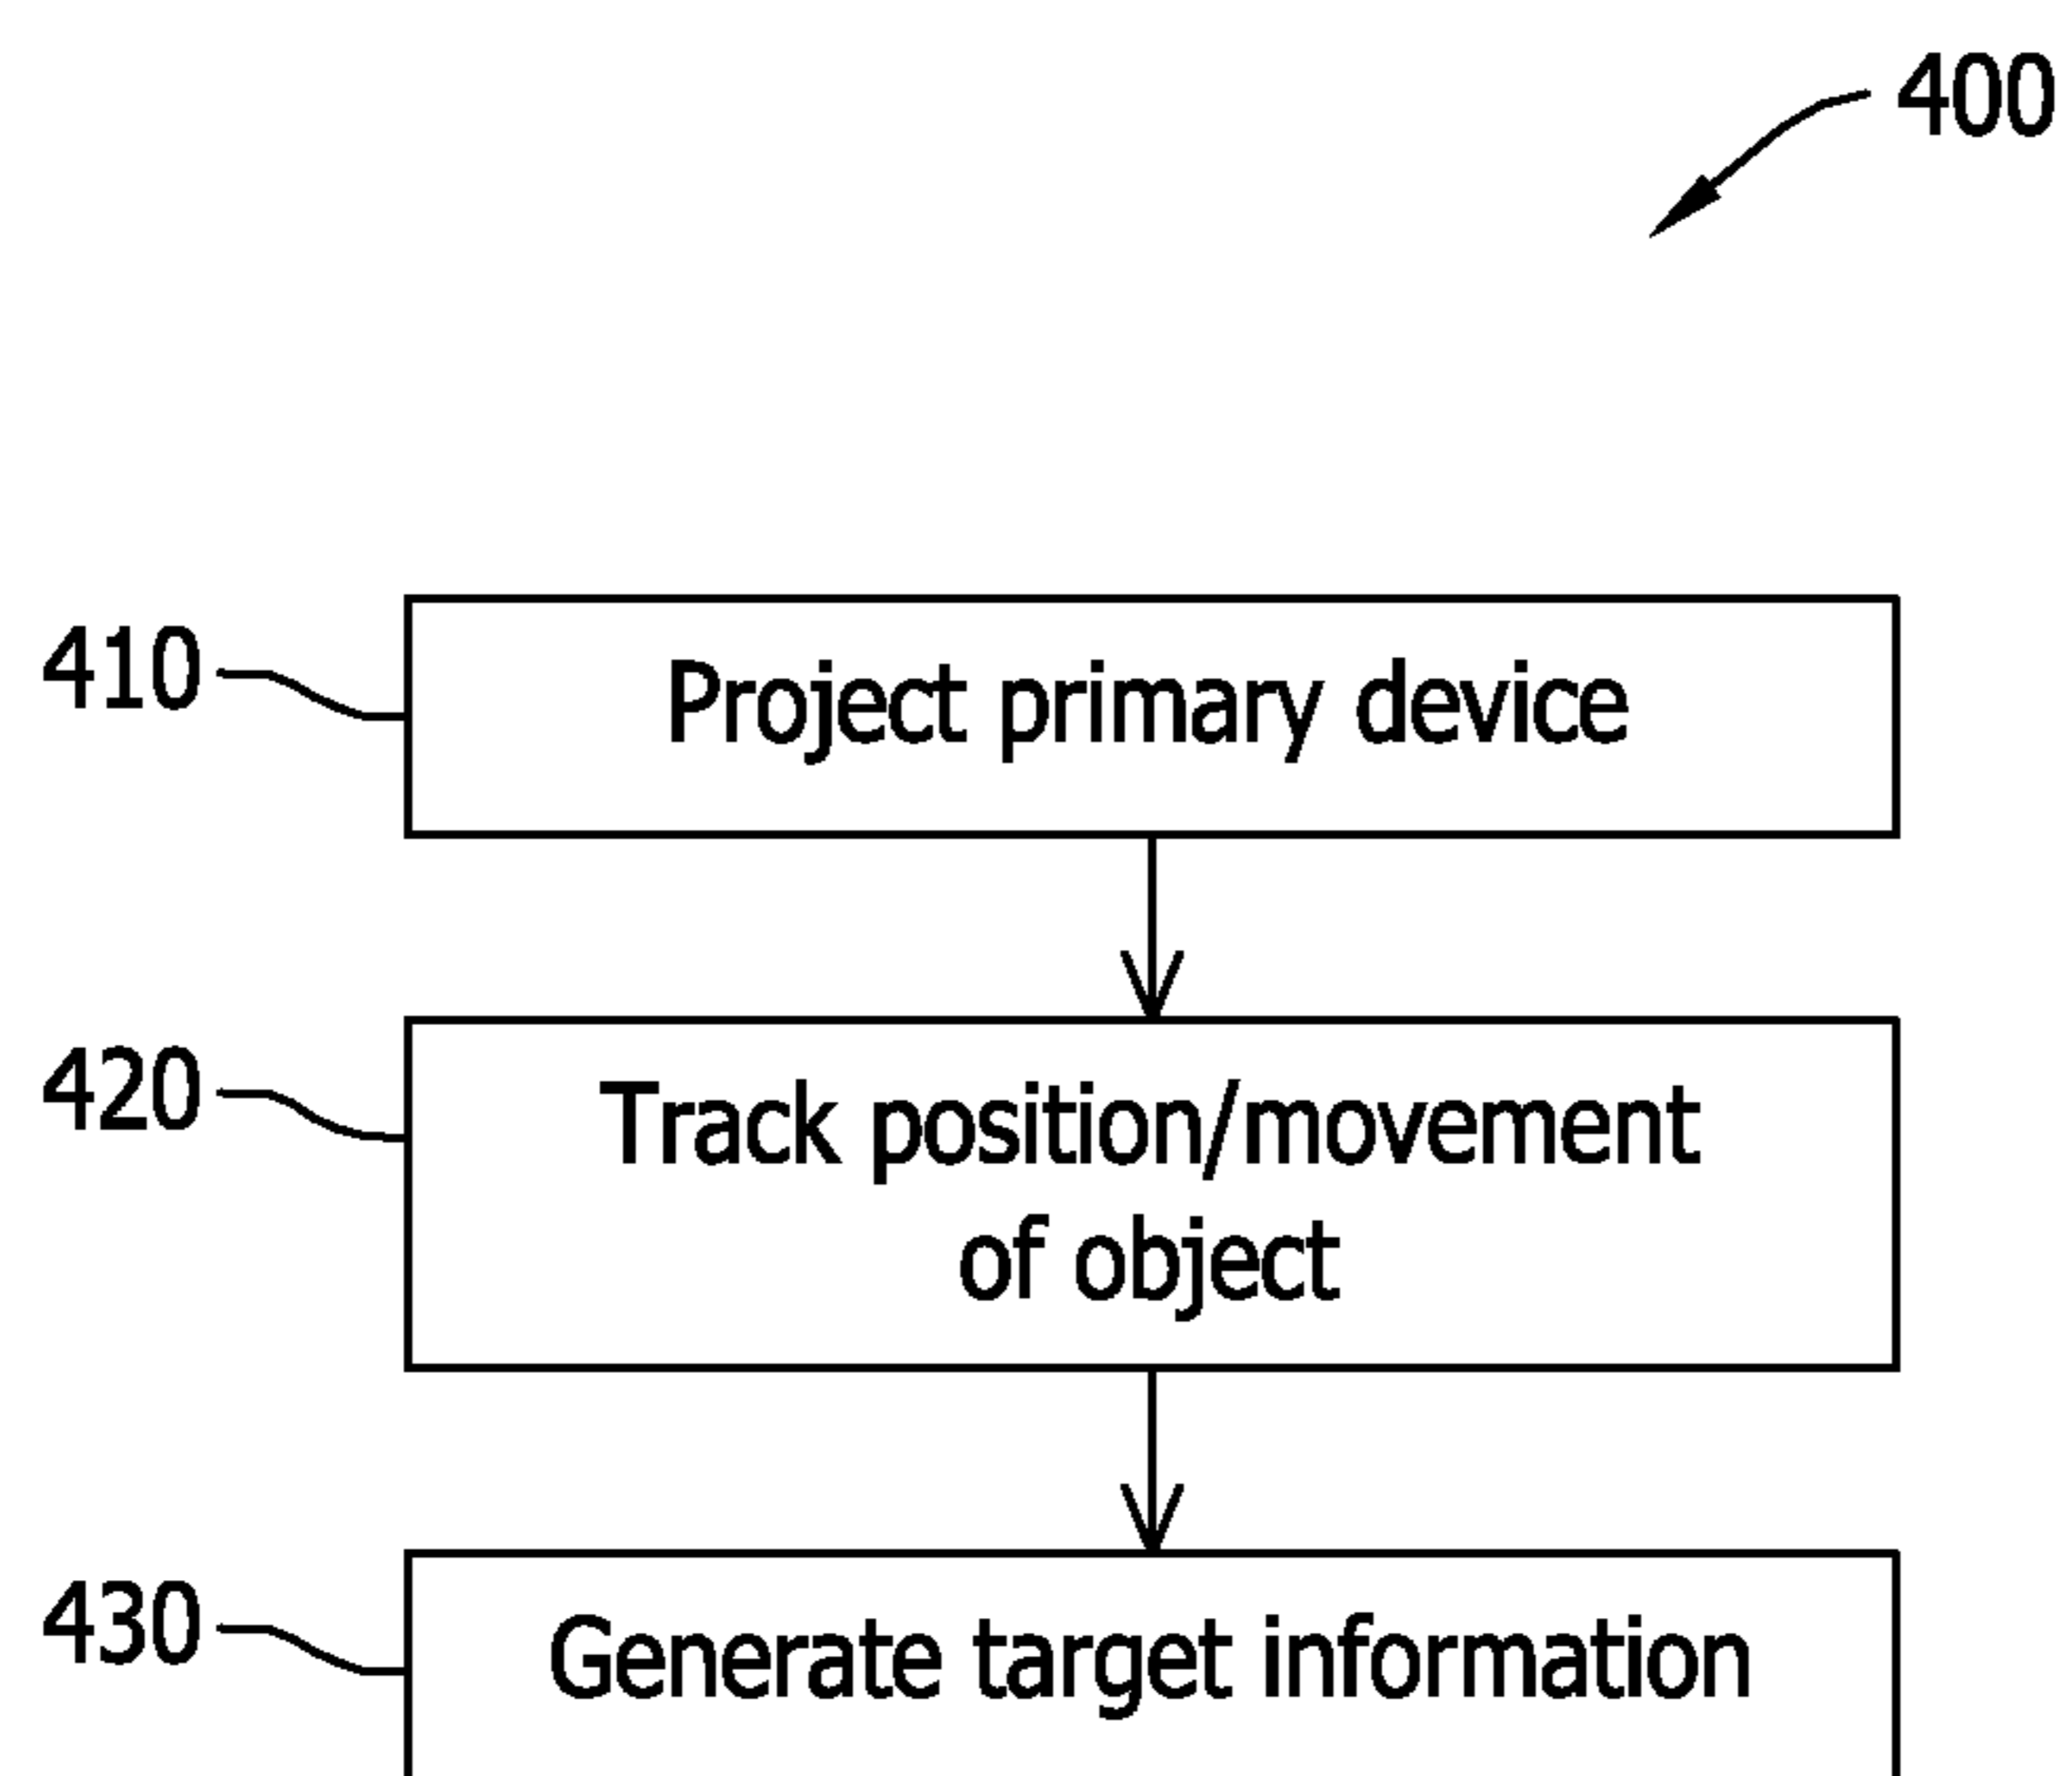 400
410
Project primary device
420
Track position/movement
of object
430
Generate target information